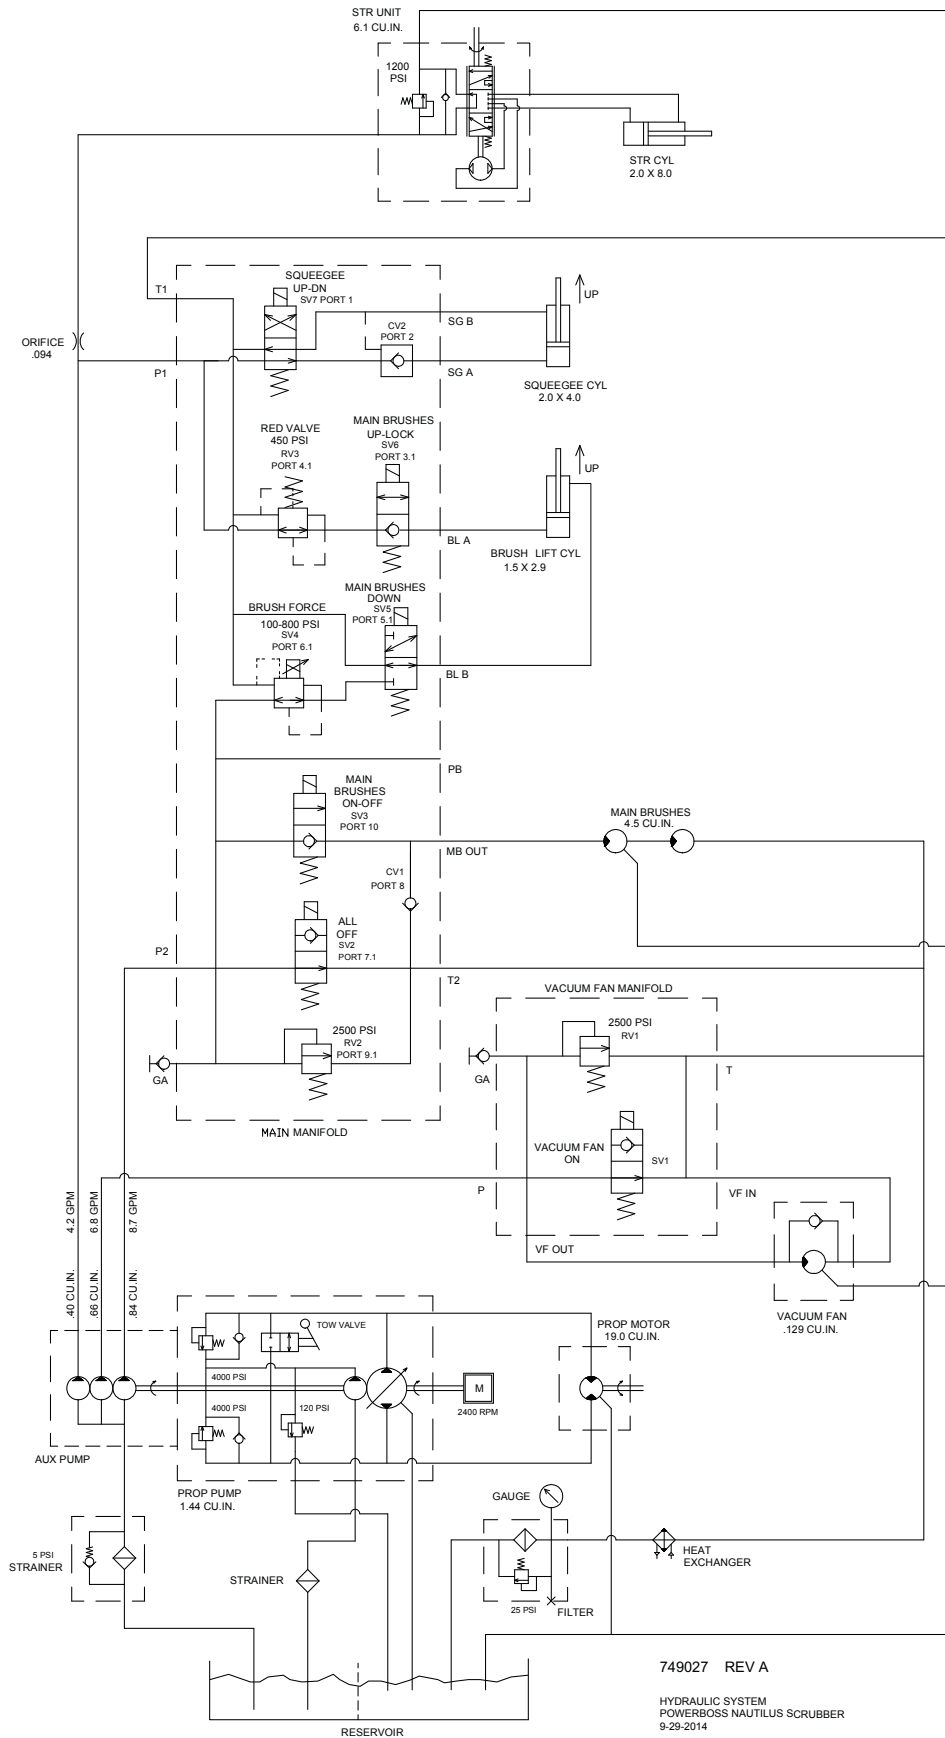 STR UNIT
6.1 CU.IN.
1200
PSI
STR CYL
2.0 X 8.0
SQUEEGEE
UP-DN
SV7 PORT 1
T1
CV2
PORT 2
SG B
UP
ORIFICE
.094
P1
SG A
SQUEEGEE CYL
2.0 X 4.0
RED VALVE
450 PSI
RV3
PORT 4.1
MAIN BRUSHES
UP-LOCK
SV6
PORT 3.1
UP
BL A
BRUSH LIFT CYL
1.5 X 2.9
MAIN BRUSHES
DOWN
SV5
PORT 5.1
BRUSH FORCE
100-800 PSI
SV4
PORT 6.1
BL B
PB
MAIN
BRUSHES
ON-OFF
SV3
PORT 10
MAIN BRUSHES
4.5 CU.IN.
MB OUT
CV1
PORT 8
ALL
OFF
SV2
PORT 7.1
P2
T2
VACUUM FAN MANIFOLD
2500 PSI
RV2
PORT 9.1
2500 PSI
RV1
GA
GA
T
MAIN MANIFOLD
VACUUM FAN
ON
SV1
P
VF IN
VF OUT
4.2 GPM
6.8 GPM
8.7 GPM
.40 CU.IN.
.66 CU.IN.
.84 CU.IN.
VACUUM FAN
.129 CU.IN.
TOW VALVE
PROP MOTOR
19.0 CU.IN.
4000 PSI
4000 PSI
120 PSI
M
2400 RPM
AUX PUMP
PROP PUMP
1.44 CU.IN.
GAUGE
5 PSI
STRAINER
STRAINER
HEAT
EXCHANGER
25 PSI
FILTER
749027 REV A
HYDRAULIC SYSTEM
POWERBOSS NAUTILUS SCRUBBER
9-29-2014
RESERVOIR